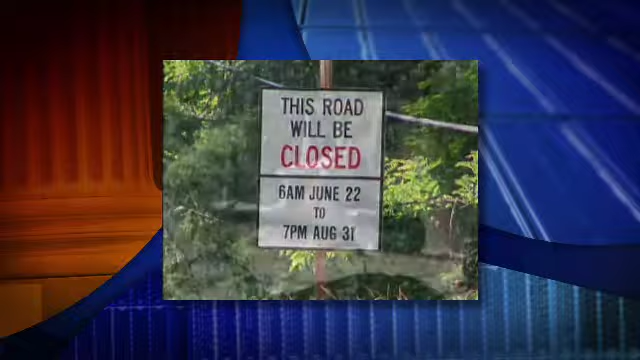 THIS ROAD
WILL BE
CLOSED
6AM JUNE 22
TO
7PM AUG 31